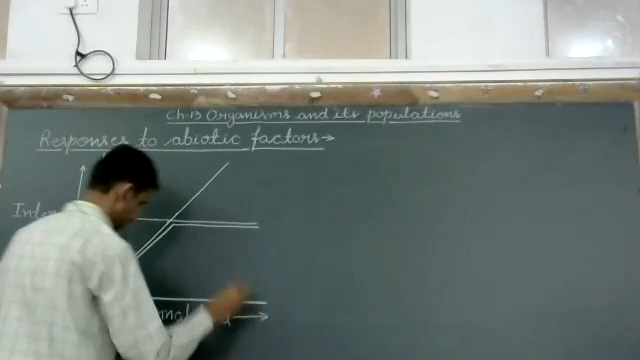 Ch-13 Organisms and its populations
Responses to abiotic factors→